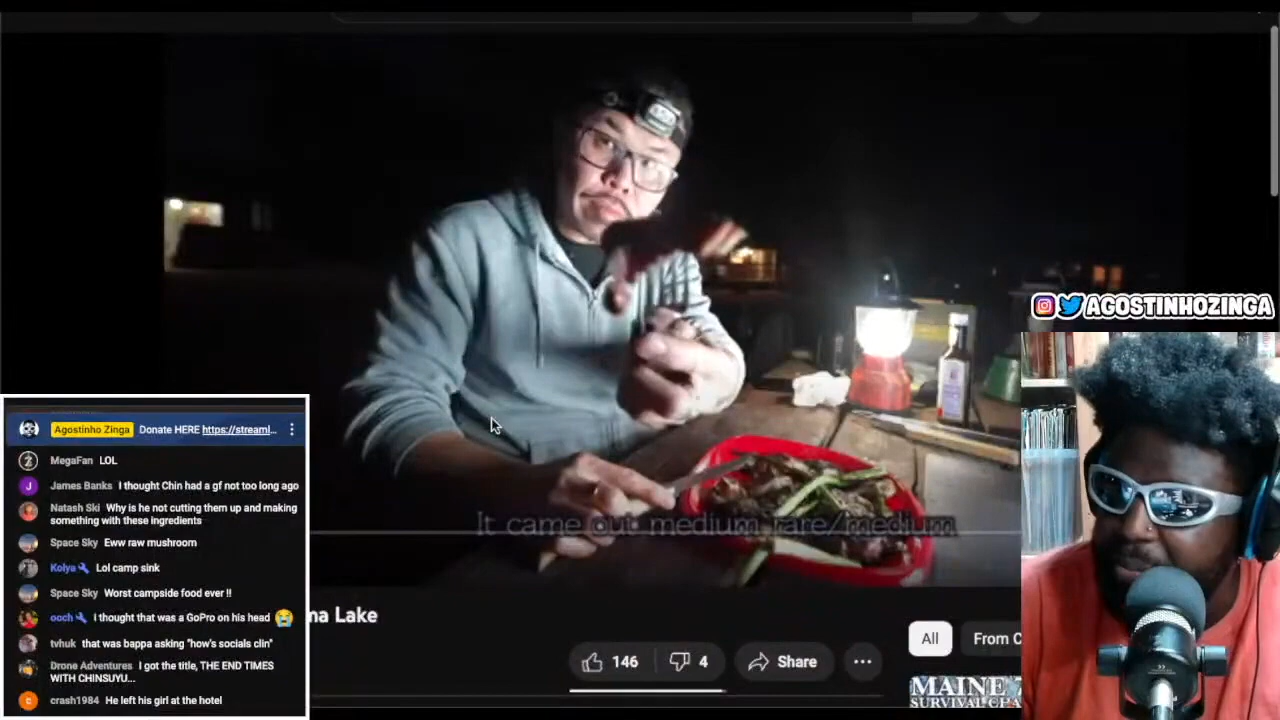 It came out medium rare/medium
AGOSTINHOZINGA
Agostinho Zinga Donate HERE https://streaml...
MegaFan LOL
James Banks I thought Chin had a gf not too long ago
Natash Ski Why is he not cutting them up and making
something with these ingredients
Space Sky Eww raw mushroom
Kolya Lol camp sink
Space Sky Worst campside food ever !!
ooch I thought that was a GoPro on his head
tvhuk that was bappa asking "how's socials clin"
Drone Adventures I got the title, THE END TIMES
WITH CHINSUYU...
crash1984 He left his girl at the hotel
ma Lake
146 4 Share
All From C
MAINE
SURVIVAL CHA